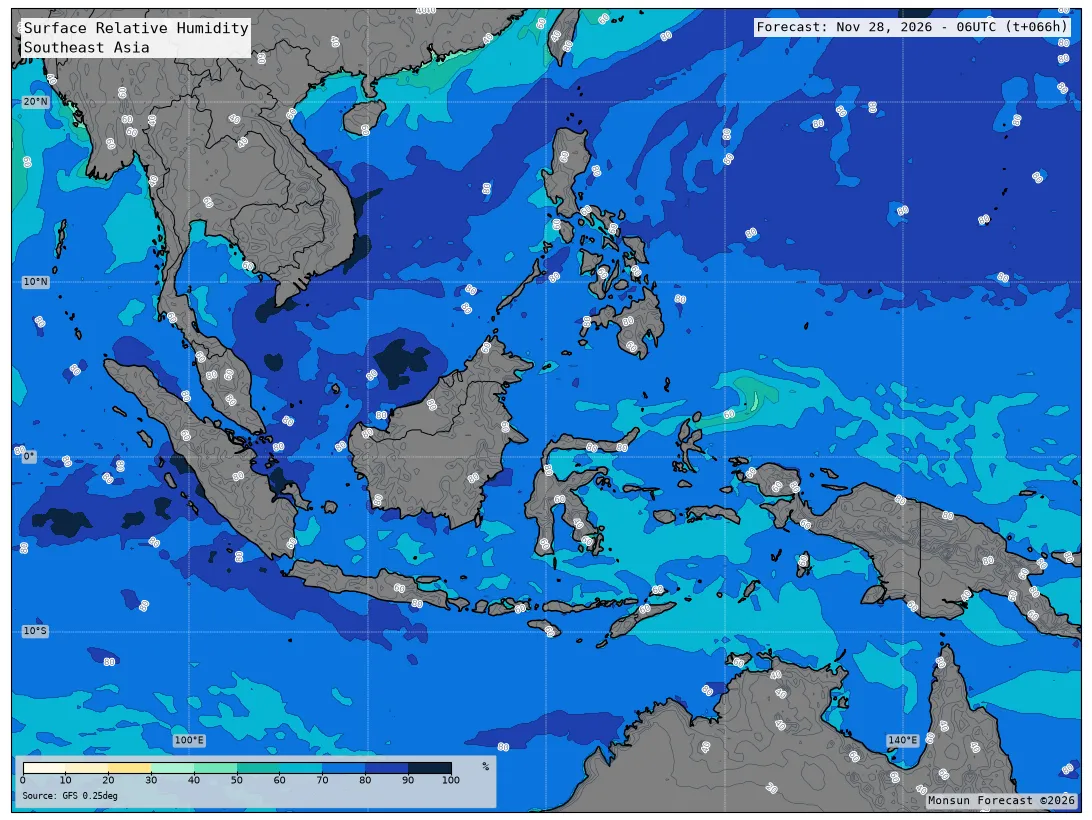 Surface Relative Humidity
Southeast Asia
Forecast: Nov 28, 2026 - 06UTC (t+066h)
20°N
10°N
0°
10°S
100°E
140°E
0 10 20 30 40 50 60 70 80 90 100 %
Source: GFS 0.25deg
Monsun Forecast ©2026